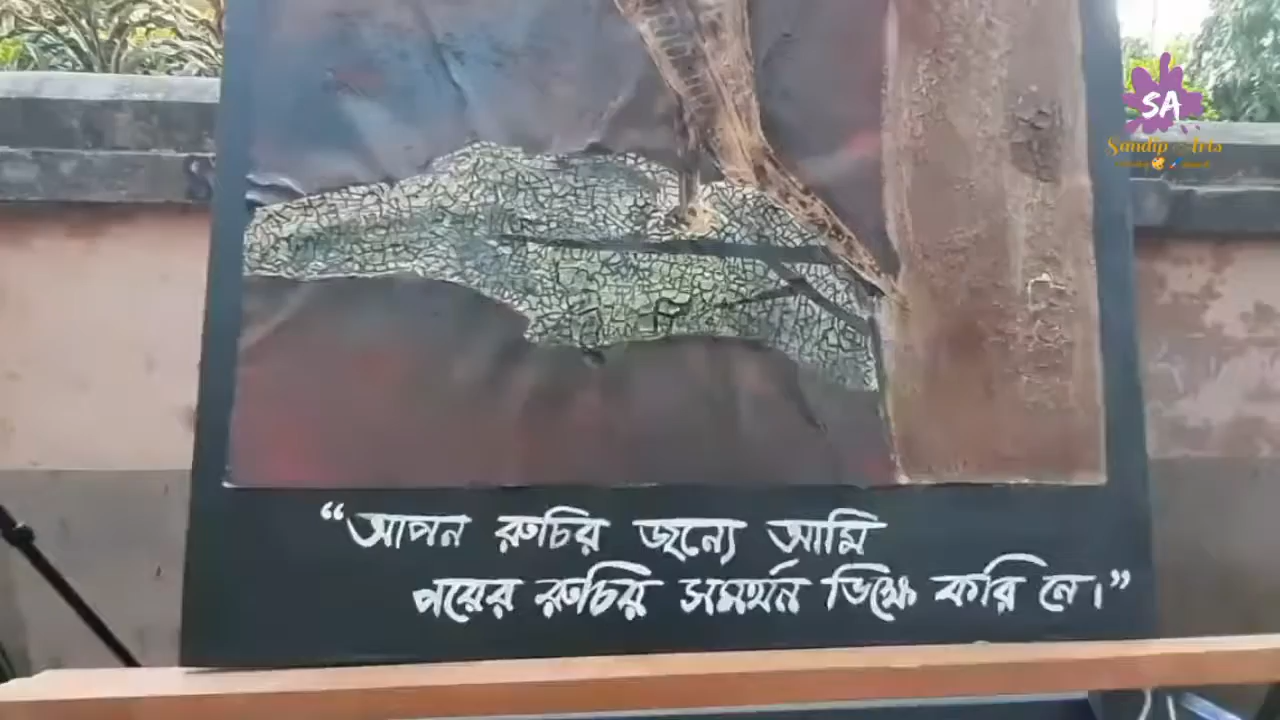 SA
Sandip Arts
“আপন রুচির জন্যে আমি
পরের রুচির সমর্থন ভিক্ষে করি নে।”